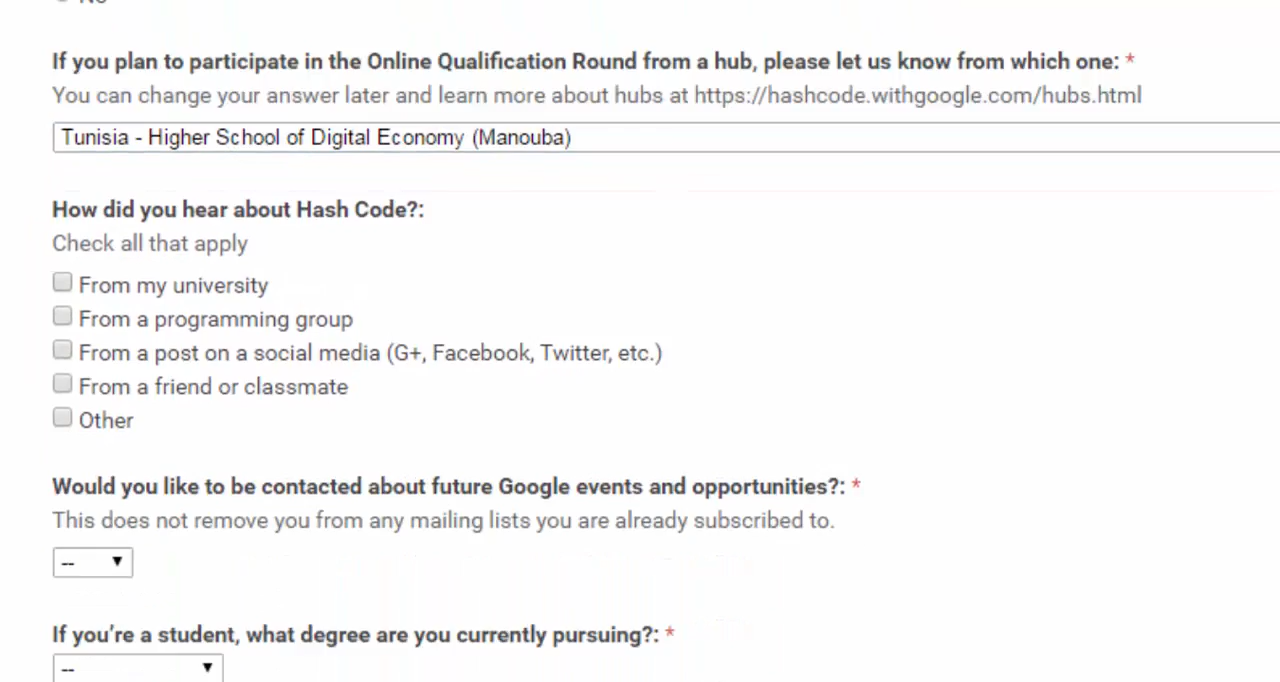 No
If you plan to participate in the Online Qualification Round from a hub, please let us know from which one: *
You can change your answer later and learn more about hubs at https://hashcode.withgoogle.com/hubs.html
Tunisia - Higher School of Digital Economy (Manouba)
How did you hear about Hash Code?:
Check all that apply
From my university
From a programming group
From a post on a social media (G+, Facebook, Twitter, etc.)
From a friend or classmate
Other
Would you like to be contacted about future Google events and opportunities?: *
This does not remove you from any mailing lists you are already subscribed to.
--
If you're a student, what degree are you currently pursuing?: *
--